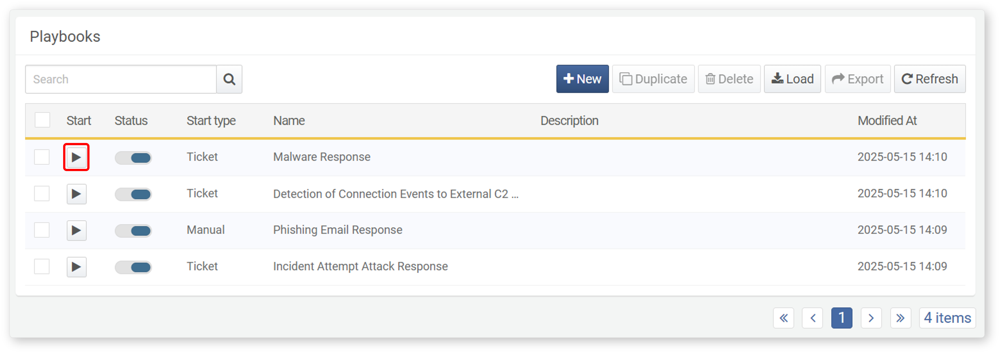 Playbooks
Search
New Duplicate Delete Load Export Refresh
Start Status Start type Name Description Modified At
Ticket Malware Response 2025-05-15 14:10
Ticket Detection of Connection Events to External C2 ... 2025-05-15 14:10
Manual Phishing Email Response 2025-05-15 14:09
Ticket Incident Attempt Attack Response 2025-05-15 14:09
« ‹ 1 › » 4 items